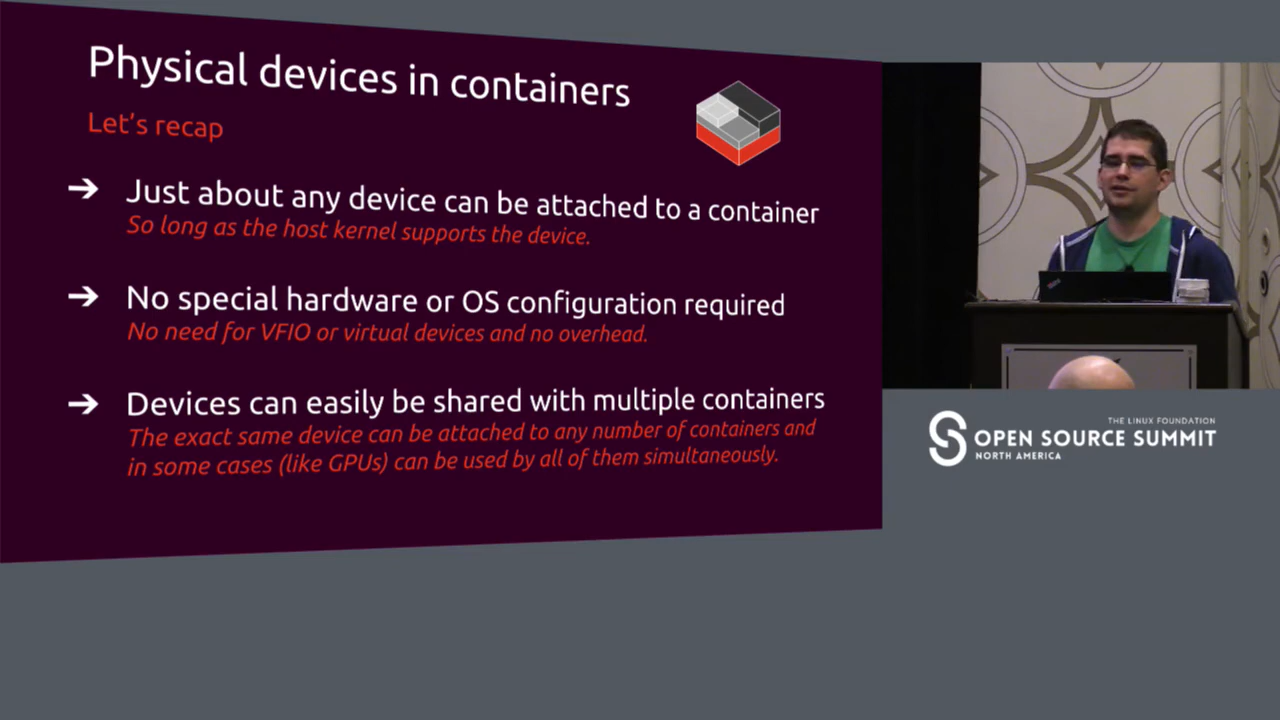 Physical devices in containers
Let's recap
➔ Just about any device can be attached to a container
So long as the host kernel supports the device.
➔ No special hardware or OS configuration required
No need for VFIO or virtual devices and no overhead.
➔ Devices can easily be shared with multiple containers
The exact same device can be attached to any number of containers and
in some cases (like GPUs) can be used by all of them simultaneously.
THE LINUX FOUNDATION
OPEN SOURCE SUMMIT
NORTH AMERICA